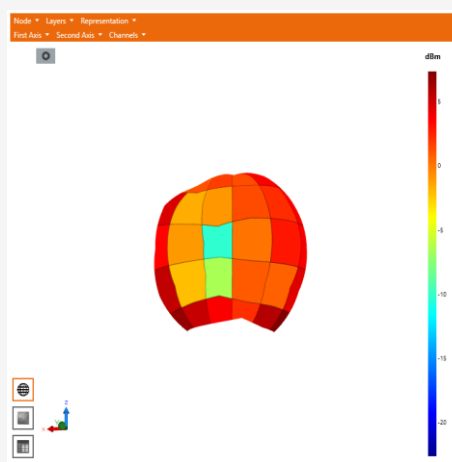 Node Layers Representation
First Axis Second Axis Channels
dBm
5
0
-5
-10
-15
-20
Z
X
Y